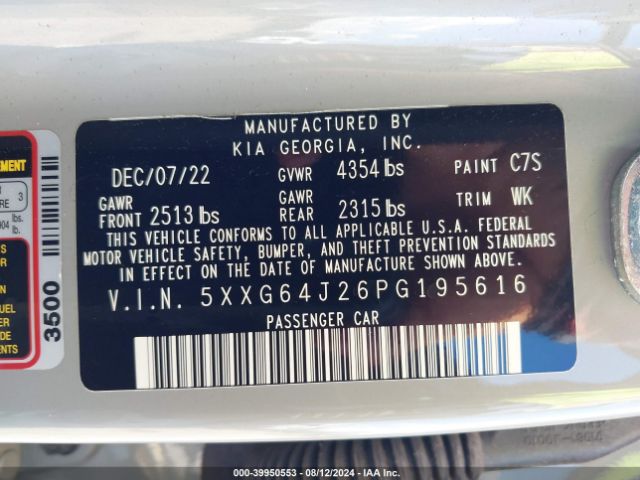 MANUFACTURED BY
KIA GEORGIA, INC.
DEC/07/22 GVWR 4354 lbs PAINT C7S
GAWR FRONT 2513 lbs GAWR REAR 2315 lbs TRIM WK
THIS VEHICLE CONFORMS TO ALL APPLICABLE U.S.A. FEDERAL
MOTOR VEHICLE SAFETY, BUMPER, AND THEFT PREVENTION STANDARDS
IN EFFECT ON THE DATE OF MANUFACTURE SHOWN ABOVE.
V.I.N. 5XXG64J26PG195616
PASSENGER CAR
3
lbs.
lb.
3500
000-39950553 - 08/12/2024 - IAA Inc.